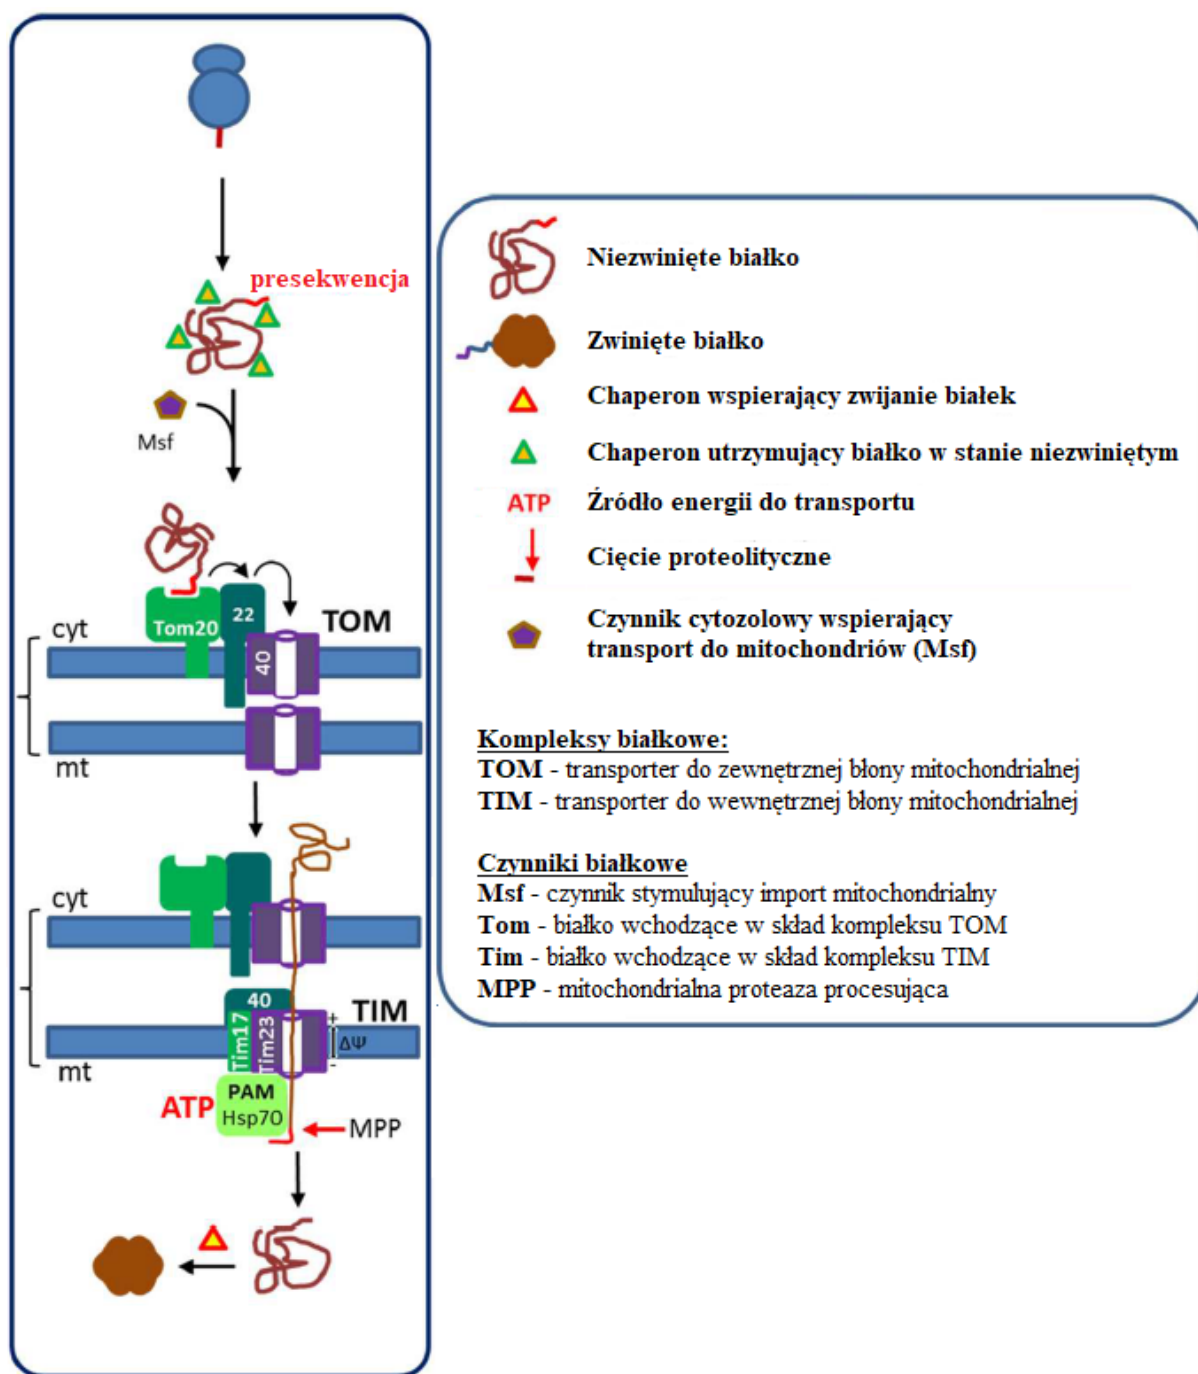 presekwencja
Msf
Tom20
22
40
TOM
cyt
mt
cyt
40
Tim17
Tim23
TIM
+
ΔΨ
-
mt
ATP
PAM
Hsp70
MPP
Niezwinięte białko
Zwinięte białko
Chaperon wspierający zwijanie białek
Chaperon utrzymujący białko w stanie niezwiniętym
ATP
Źródło energii do transportu
Cięcie proteolityczne
Czynnik cytozolowy wspierający
transport do mitochondriów (Msf)
Kompleksy białkowe:
TOM - transporter do zewnętrznej błony mitochondrialnej
TIM - transporter do wewnętrznej błony mitochondrialnej
Czynniki białkowe
Msf - czynnik stymulujący import mitochondrialny
Tom - białko wchodzące w skład kompleksu TOM
Tim - białko wchodzące w skład kompleksu TIM
MPP - mitochondrialna proteaza procesująca